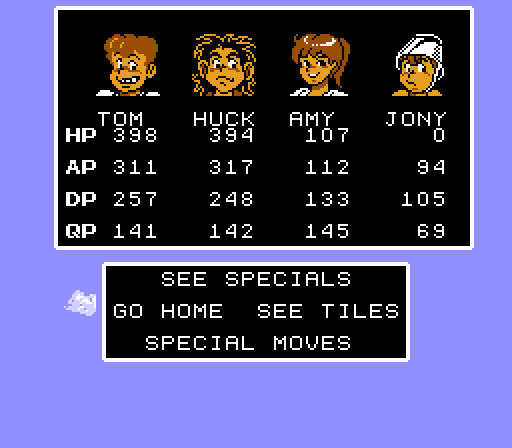 TOM HUCK AMY JONY
HP 398 394 107 0
AP 311 317 112 94
DP 257 248 133 105
QP 141 142 145 69
SEE SPECIALS
GO HOME SEE TILES
SPECIAL MOVES